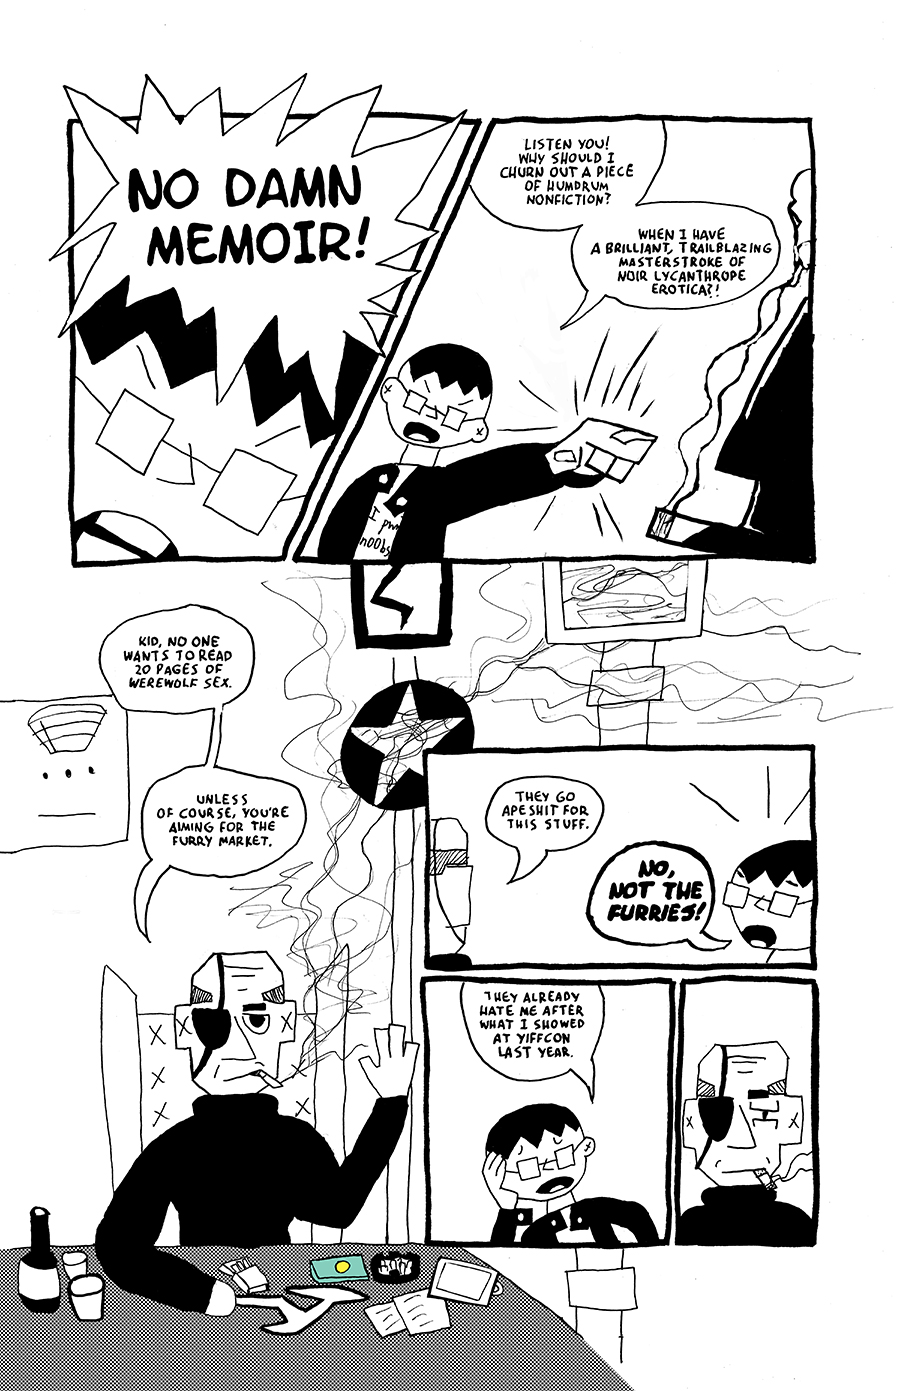 NO DAMN
MEMOIR!
LISTEN YOU!
WHY SHOULD I
CHURN OUT A PIECE
OF HUMDRUM
NONFICTION?
WHEN I HAVE
A BRILLIANT, TRAILBLAZING
MASTERSTROKE OF
NOIR LYCANTHROPE
EROTICA?!
I pwn
n00bs
KID, NO ONE
WANTS TO READ
20 PAGES OF
WEREWOLF SEX.
UNLESS
OF COURSE, YOU'RE
AIMING FOR THE
FURRY MARKET.
THEY GO
APESHIT FOR
THIS STUFF.
NO,
NOT THE
FURRIES!
THEY ALREADY
HATE ME AFTER
WHAT I SHOWED
AT YIFFCON
LAST YEAR.